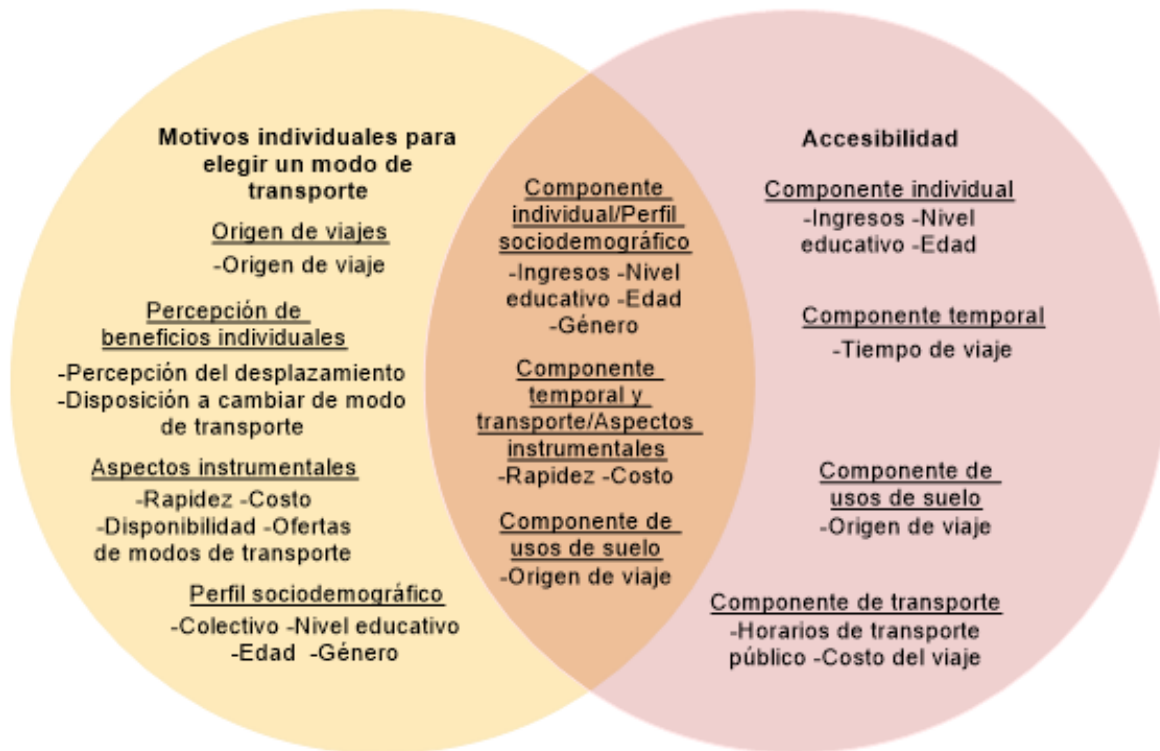 Motivos individuales para
elegir un modo de
transporte
Origen de viajes
-Origen de viaje
Percepción de
beneficios individuales
-Percepción del desplazamiento
-Disposición a cambiar de modo
de transporte
Aspectos instrumentales
-Rapidez -Costo
-Disponibilidad -Ofertas
de modos de transporte
Perfil sociodemográfico
-Colectivo -Nivel educativo
-Edad -Género
Componente
individual/Perfil
sociodemográfico
-Ingresos -Nivel
educativo -Edad
-Género
Componente
temporal y
transporte/Aspectos
instrumentales
-Rapidez -Costo
Componente de
usos de suelo
-Origen de viaje
Accesibilidad
Componente individual
-Ingresos -Nivel
educativo -Edad
Componente temporal
-Tiempo de viaje
Componente de
usos de suelo
-Origen de viaje
Componente de transporte
-Horarios de transporte
público -Costo del viaje